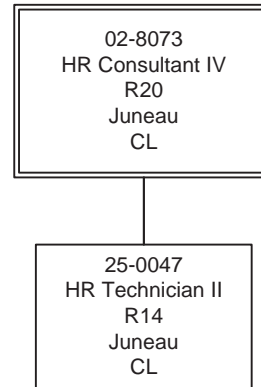 02-8073
HR Consultant IV
R20
Juneau
CL
25-0047
HR Technician II
R14
Juneau
CL